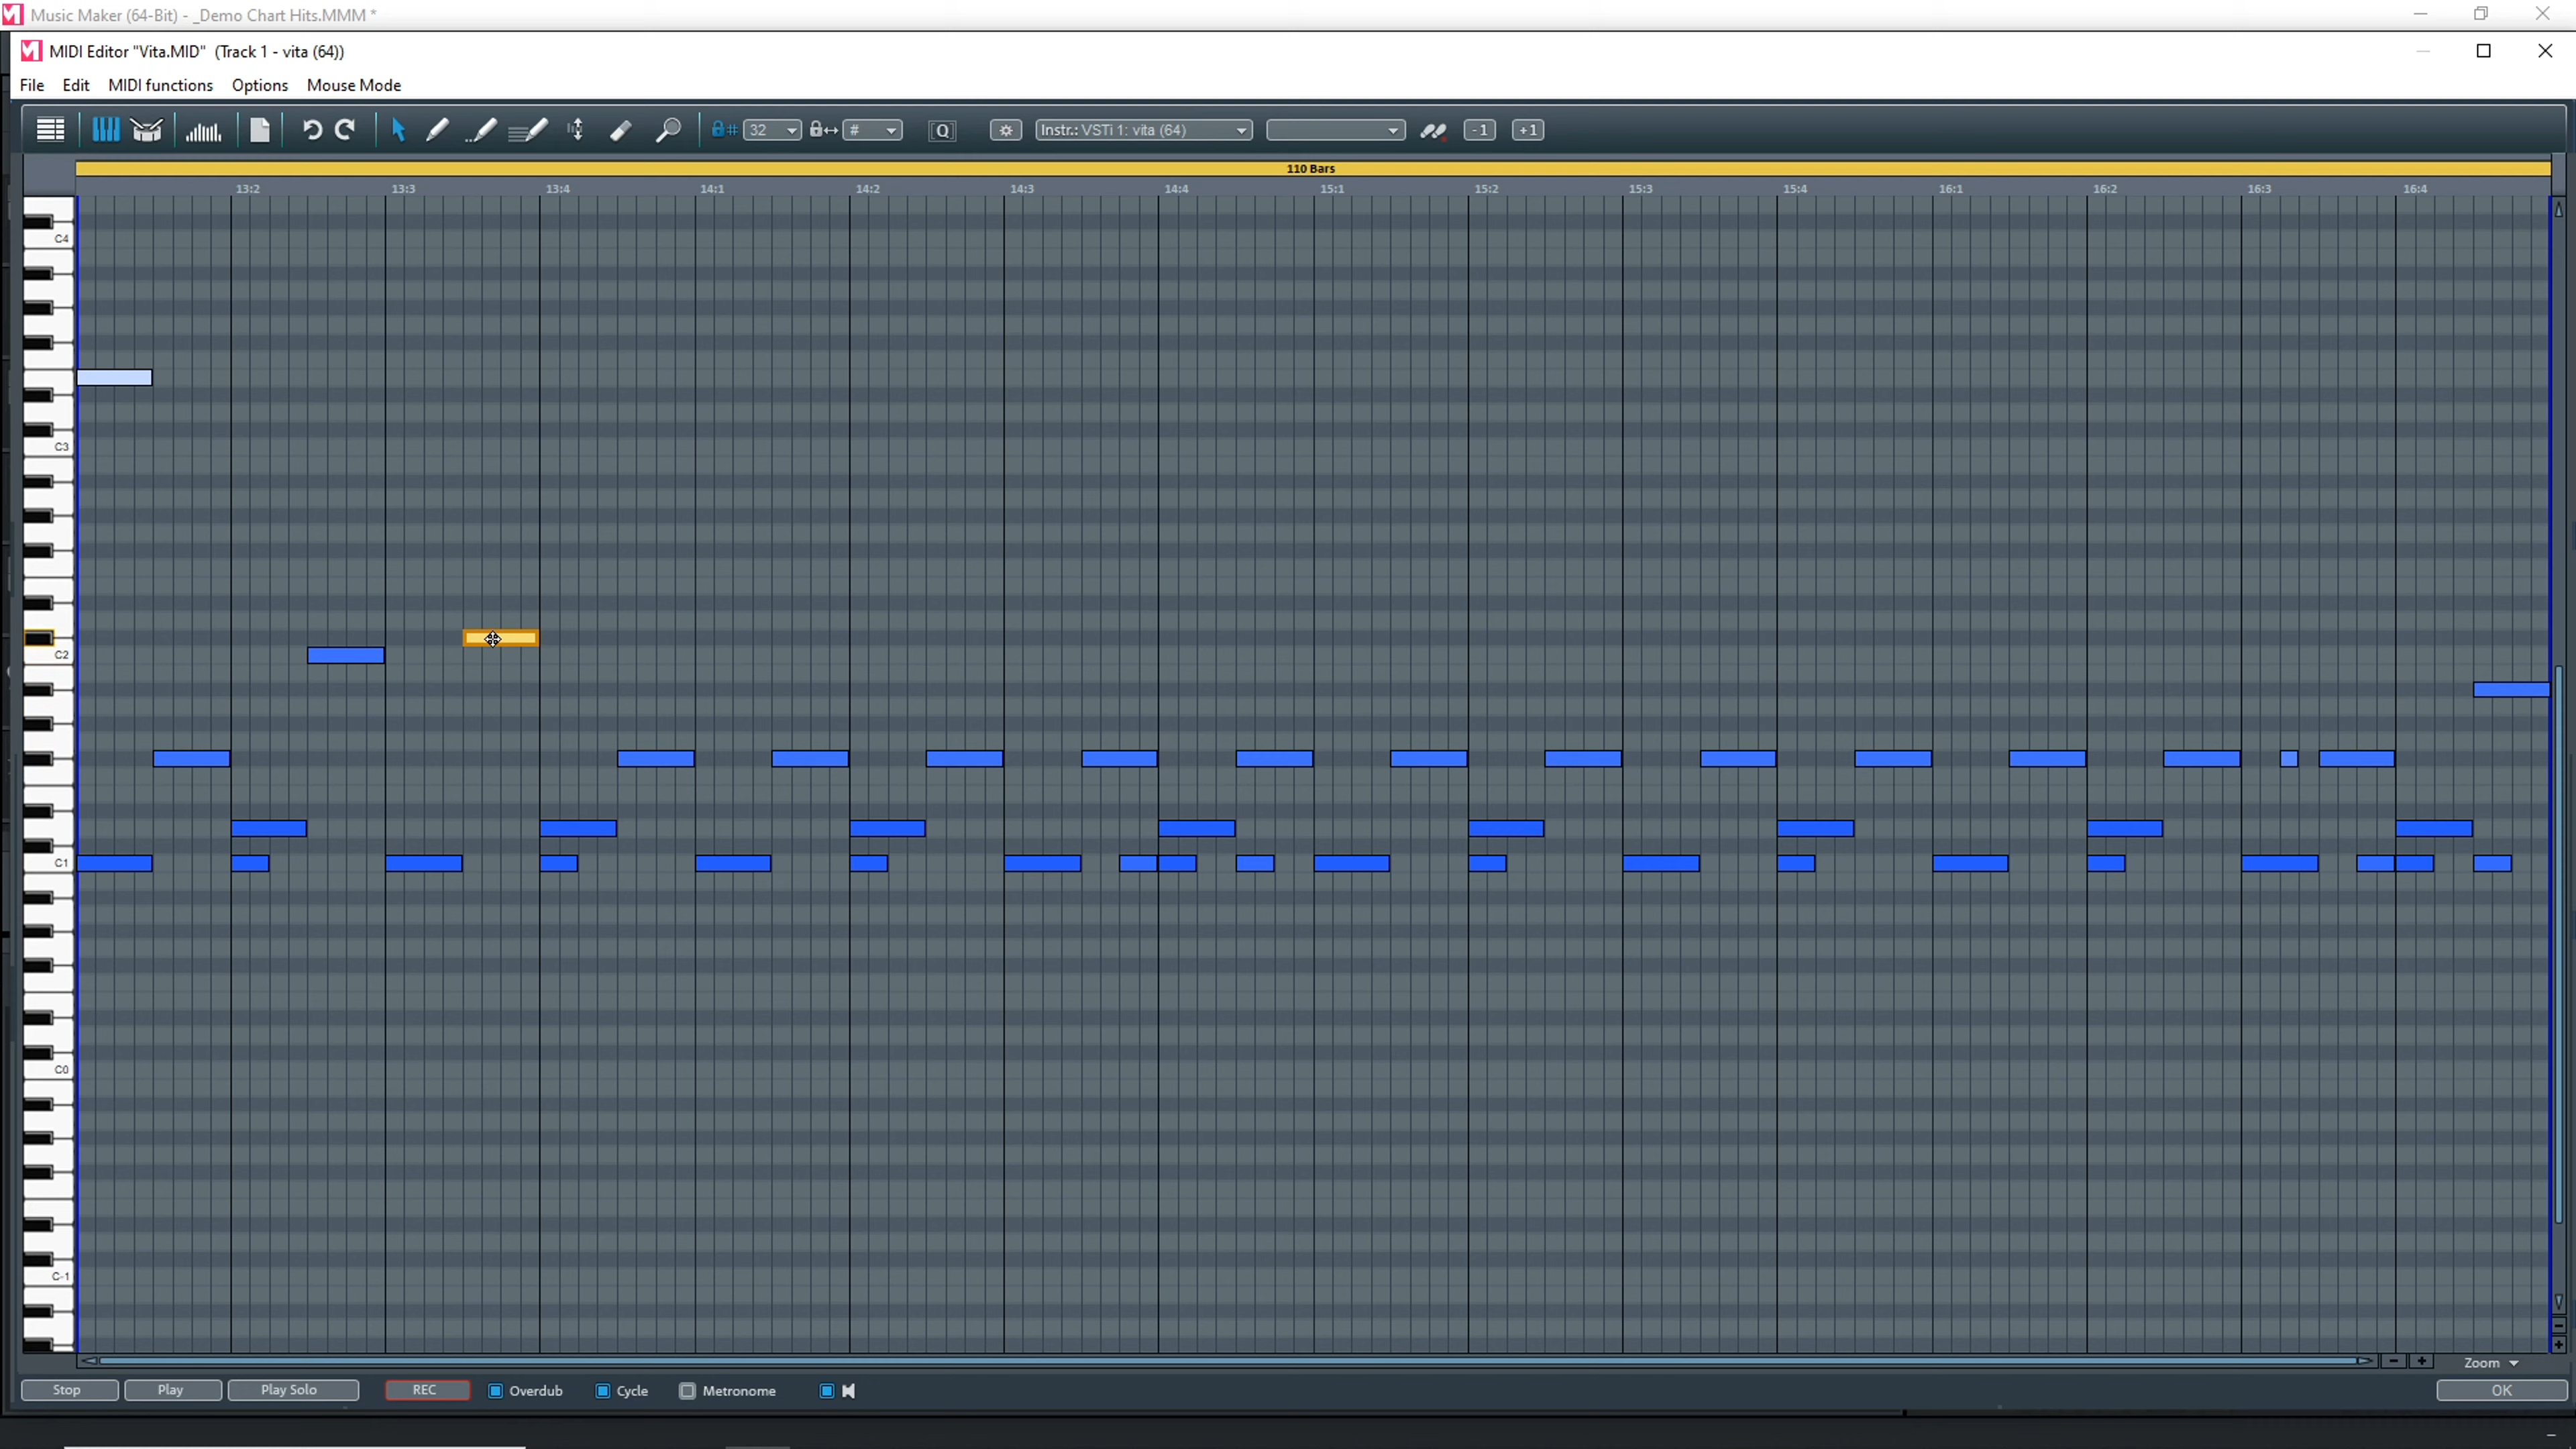 Music Maker (64-Bit) - _Demo Chart Hits.MMM *
MIDI Editor "Vita.MID" (Track 1 - vita (64))
File Edit MIDI functions Options Mouse Mode
32 # Q Instr.: VSTi 1: vita (64) -1 +1
110 Bars
13:2 13:3 13:4 14:1 14:2 14:3 14:4 15:1 15:2 15:3 15:4 16:1 16:2 16:3 16:4
C4
C3
C2
C1
C0
C-1
Zoom
Stop Play Play Solo REC Overdub Cycle Metronome OK